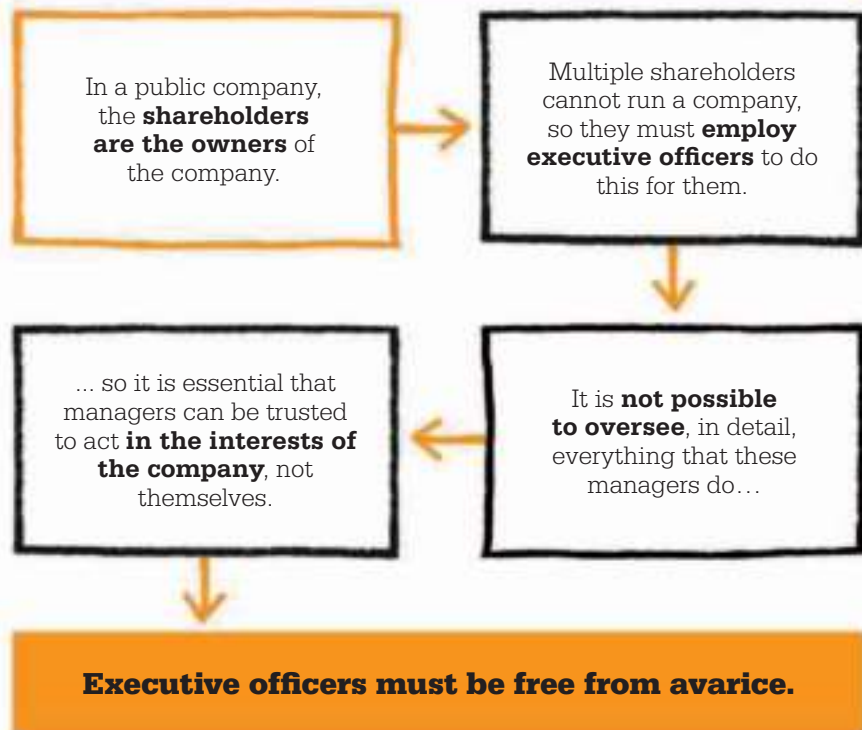 In a public company,
the shareholders
are the owners of
the company.
Multiple shareholders
cannot run a company,
so they must employ
executive officers to do
this for them.
It is not possible
to oversee, in detail,
everything that these
managers do…
... so it is essential that
managers can be trusted
to act in the interests of
the company, not
themselves.
Executive officers must be free from avarice.